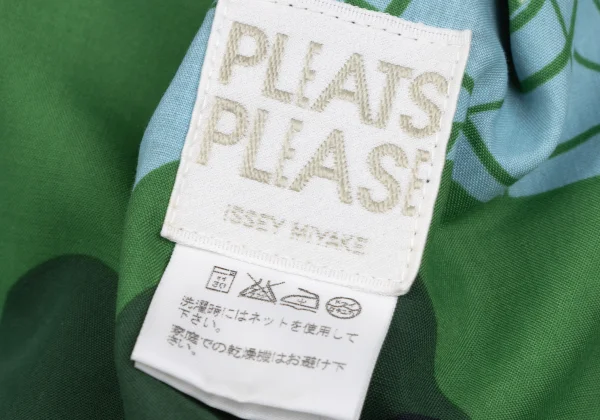 PLEATS
PLEASE
ISSEY MIYAKE
洗濯時にはネットを使用して
下さい。
家庭での乾燥機はお避け下
さい。